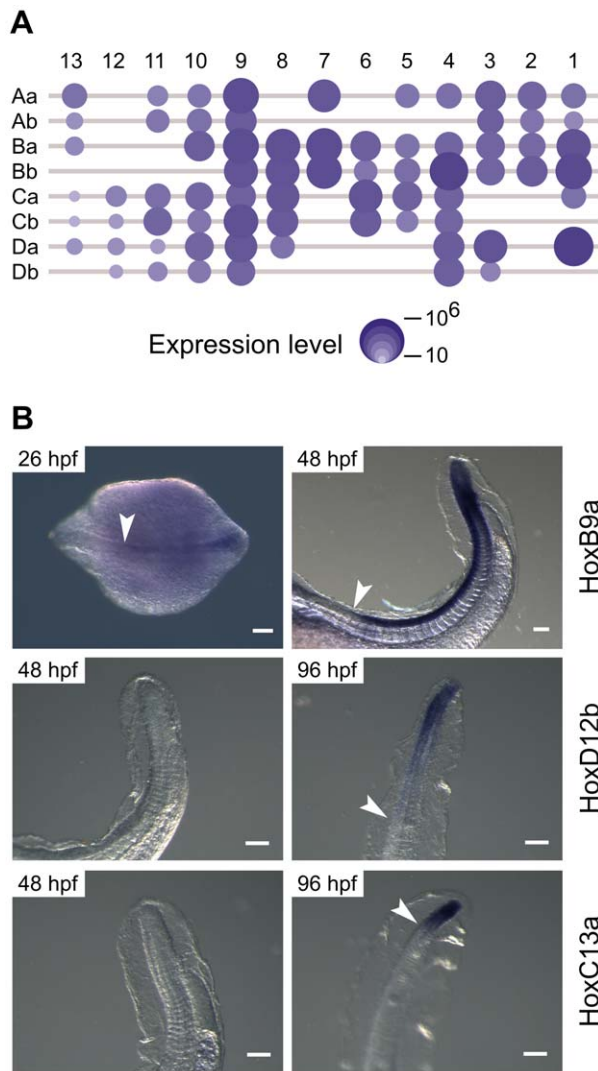 A
13 12 11 10 9 8 7 6 5 4 3 2 1
Aa
Ab
Ba
Bb
Ca
Cb
Da
Db
Expression level
10⁶
10
B
26 hpf
48 hpf
HoxB9a
48 hpf
96 hpf
HoxD12b
48 hpf
96 hpf
HoxC13a